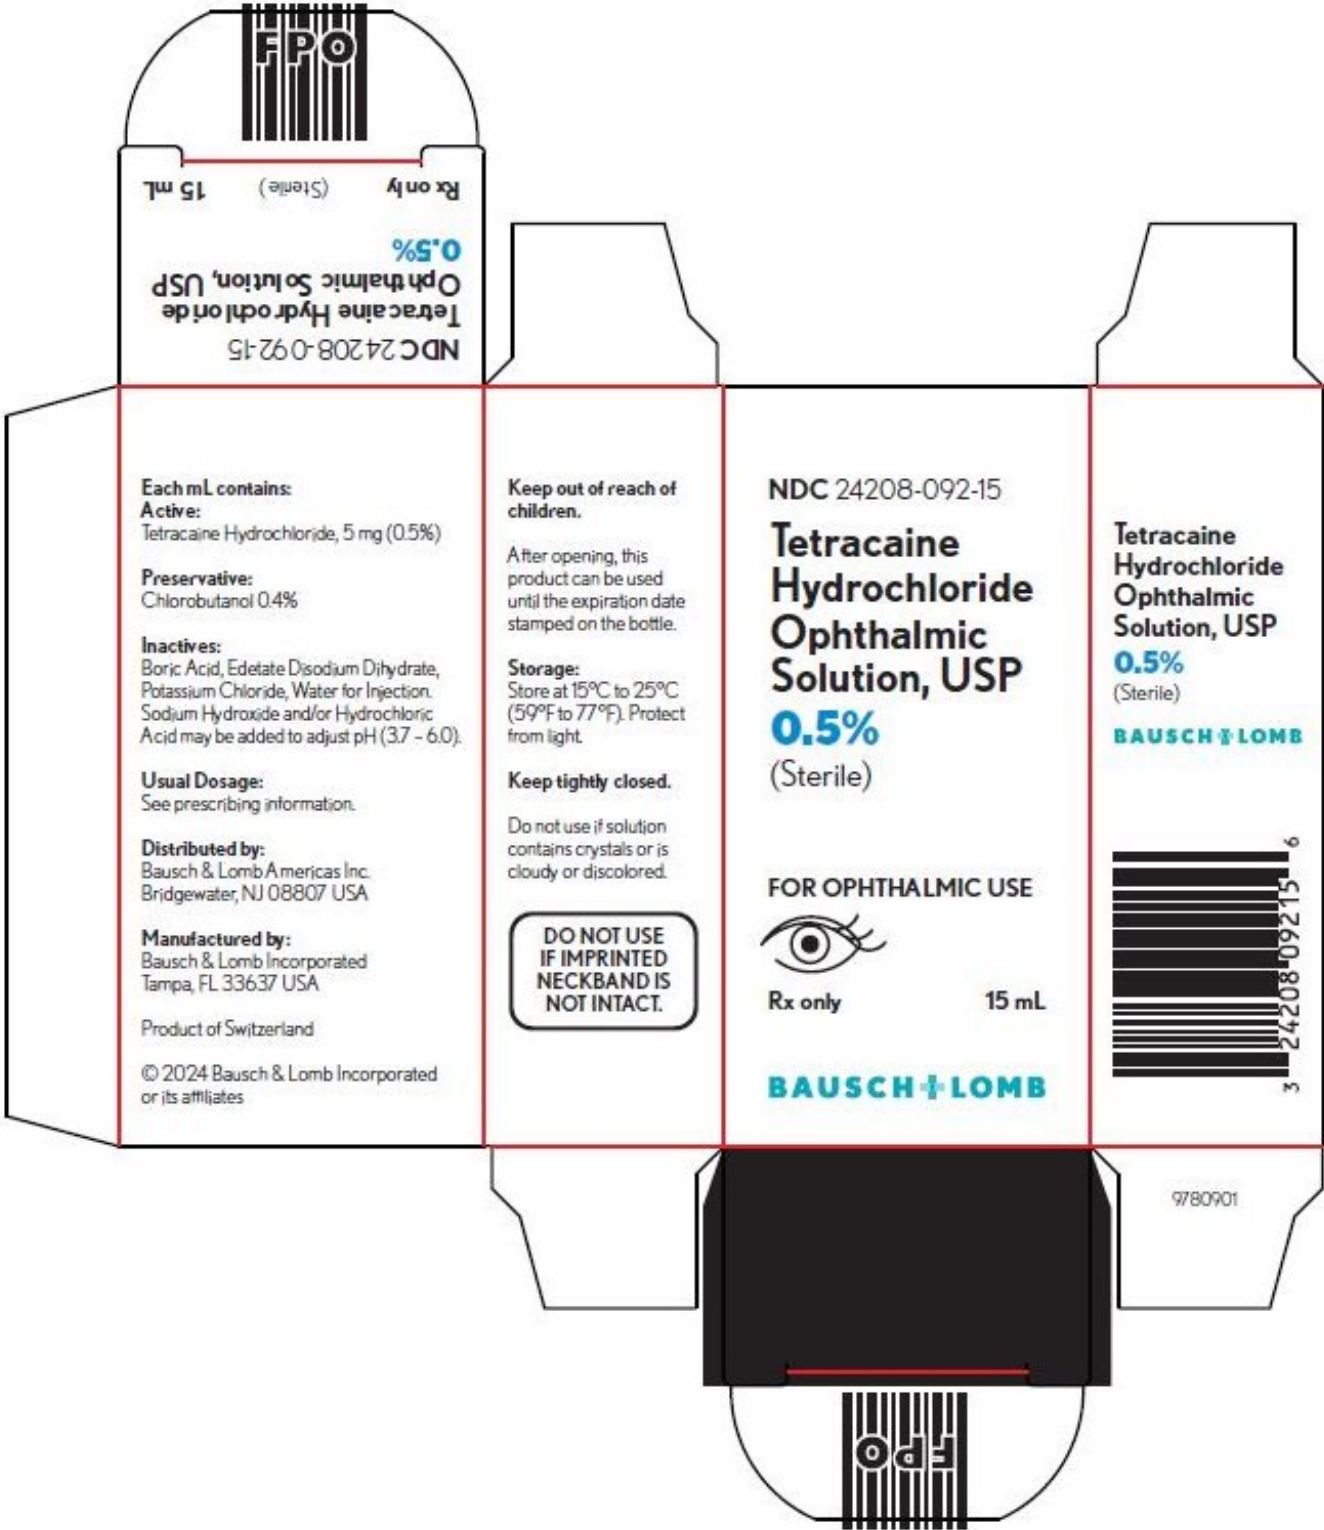 FPO
Rx only (Sterile) 15 mL
0.5%
Ophthalmic Solution, USP
Tetracaine Hydrochloride
NDC 24208-092-15
Each mL contains:
Active:
Tetracaine Hydrochloride, 5 mg (0.5%)
Preservative:
Chlorobutanol 0.4%
Inactives:
Boric Acid, Edetate Disodium Dihydrate,
Potassium Chloride, Water for Injection.
Sodium Hydroxide and/or Hydrochloric
Acid may be added to adjust pH (3.7 – 6.0).
Usual Dosage:
See prescribing information.
Distributed by:
Bausch & Lomb Americas Inc.
Bridgewater, NJ 08807 USA
Manufactured by:
Bausch & Lomb Incorporated
Tampa, FL 33637 USA
Product of Switzerland
© 2024 Bausch & Lomb Incorporated
or its affiliates
Keep out of reach of
children.
After opening, this
product can be used
until the expiration date
stamped on the bottle.
Storage:
Store at 15°C to 25°C
(59°F to 77°F). Protect
from light.
Keep tightly closed.
Do not use if solution
contains crystals or is
cloudy or discolored.
DO NOT USE
IF IMPRINTED
NECKBAND IS
NOT INTACT.
NDC 24208-092-15
Tetracaine
Hydrochloride
Ophthalmic
Solution, USP
0.5%
(Sterile)
FOR OPHTHALMIC USE
Rx only 15 mL
BAUSCH + LOMB
Tetracaine
Hydrochloride
Ophthalmic
Solution, USP
0.5%
(Sterile)
BAUSCH + LOMB
3 24208 09215 6
9780901
FPO